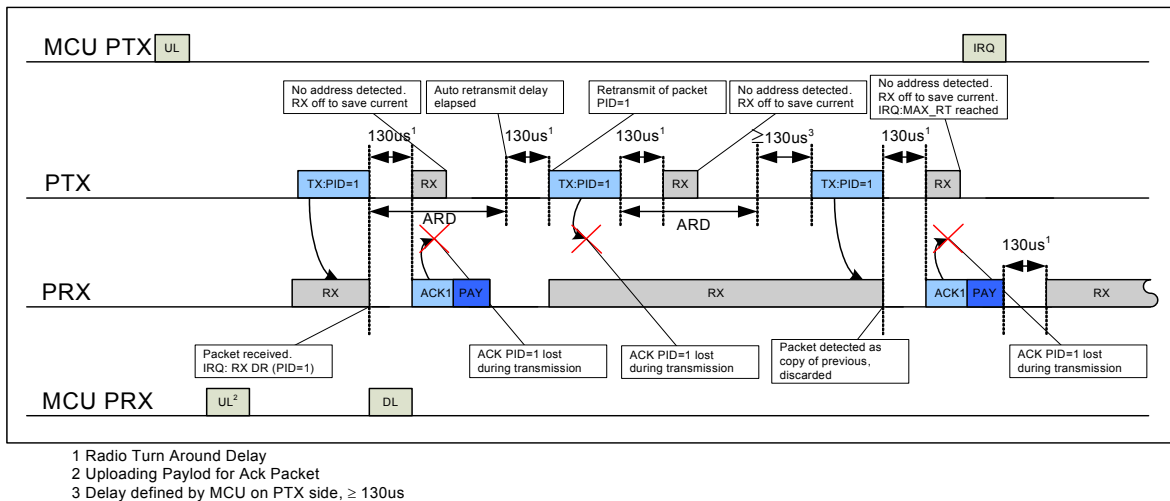 MCU PTX
UL
IRQ
No address detected.
RX off to save current
Auto retransmit delay
elapsed
Retransmit of packet
PID=1
No address detected.
RX off to save current
No address detected.
RX off to save current.
IRQ:MAX_RT reached
130us1
130us1
130us1
≥130us3
130us1
PTX
TX:PID=1
RX
TX:PID=1
RX
TX:PID=1
RX
ARD
ARD
130us1
PRX
RX
ACK1
PAY
RX
ACK1
PAY
RX
Packet received.
IRQ: RX DR (PID=1)
ACK PID=1 lost
during transmission
ACK PID=1 lost
during transmission
Packet detected as
copy of previous,
discarded
ACK PID=1 lost
during transmission
MCU PRX
UL2
DL
1 Radio Turn Around Delay
2 Uploading Paylod for Ack Packet
3 Delay defined by MCU on PTX side, ≥ 130us